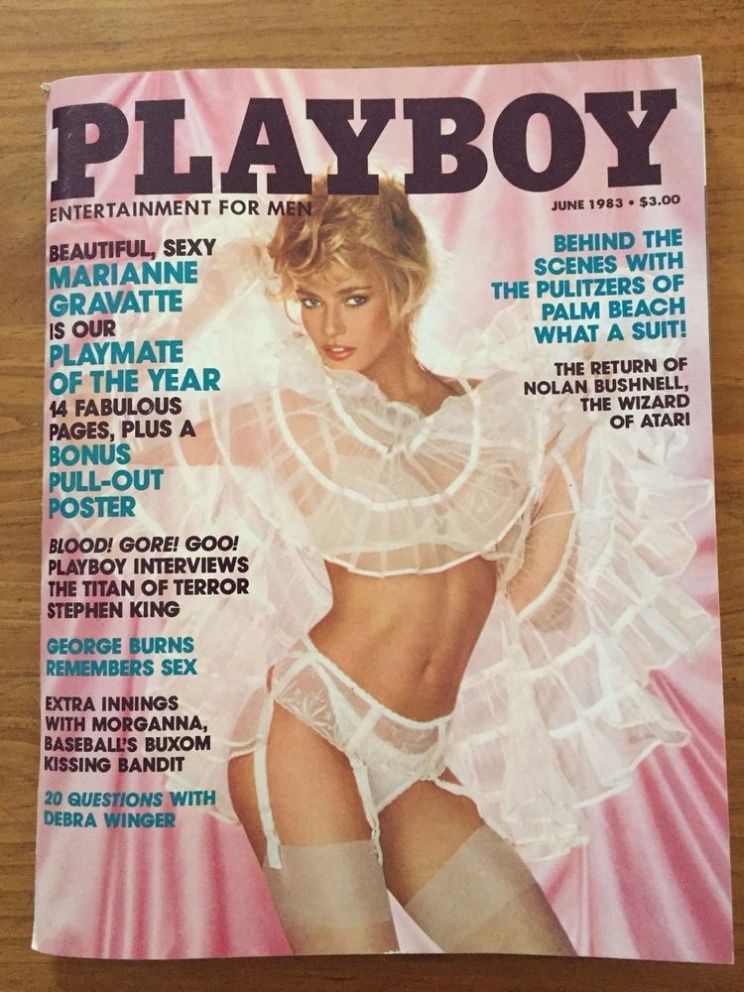 PLAYBOY
ENTERTAINMENT FOR MEN
JUNE 1983 • $3.00
BEAUTIFUL, SEXY
MARIANNE
GRAVATTE
IS OUR
PLAYMATE
OF THE YEAR
14 FABULOUS
PAGES, PLUS A
BONUS
PULL-OUT
POSTER
BLOOD! GORE! GOO!
PLAYBOY INTERVIEWS
THE TITAN OF TERROR
STEPHEN KING
GEORGE BURNS
REMEMBERS SEX
EXTRA INNINGS
WITH MORGANNA,
BASEBALL'S BUXOM
KISSING BANDIT
20 QUESTIONS WITH
DEBRA WINGER
BEHIND THE
SCENES WITH
THE PULITZERS OF
PALM BEACH
WHAT A SUIT!
THE RETURN OF
NOLAN BUSHNELL,
THE WIZARD
OF ATARI